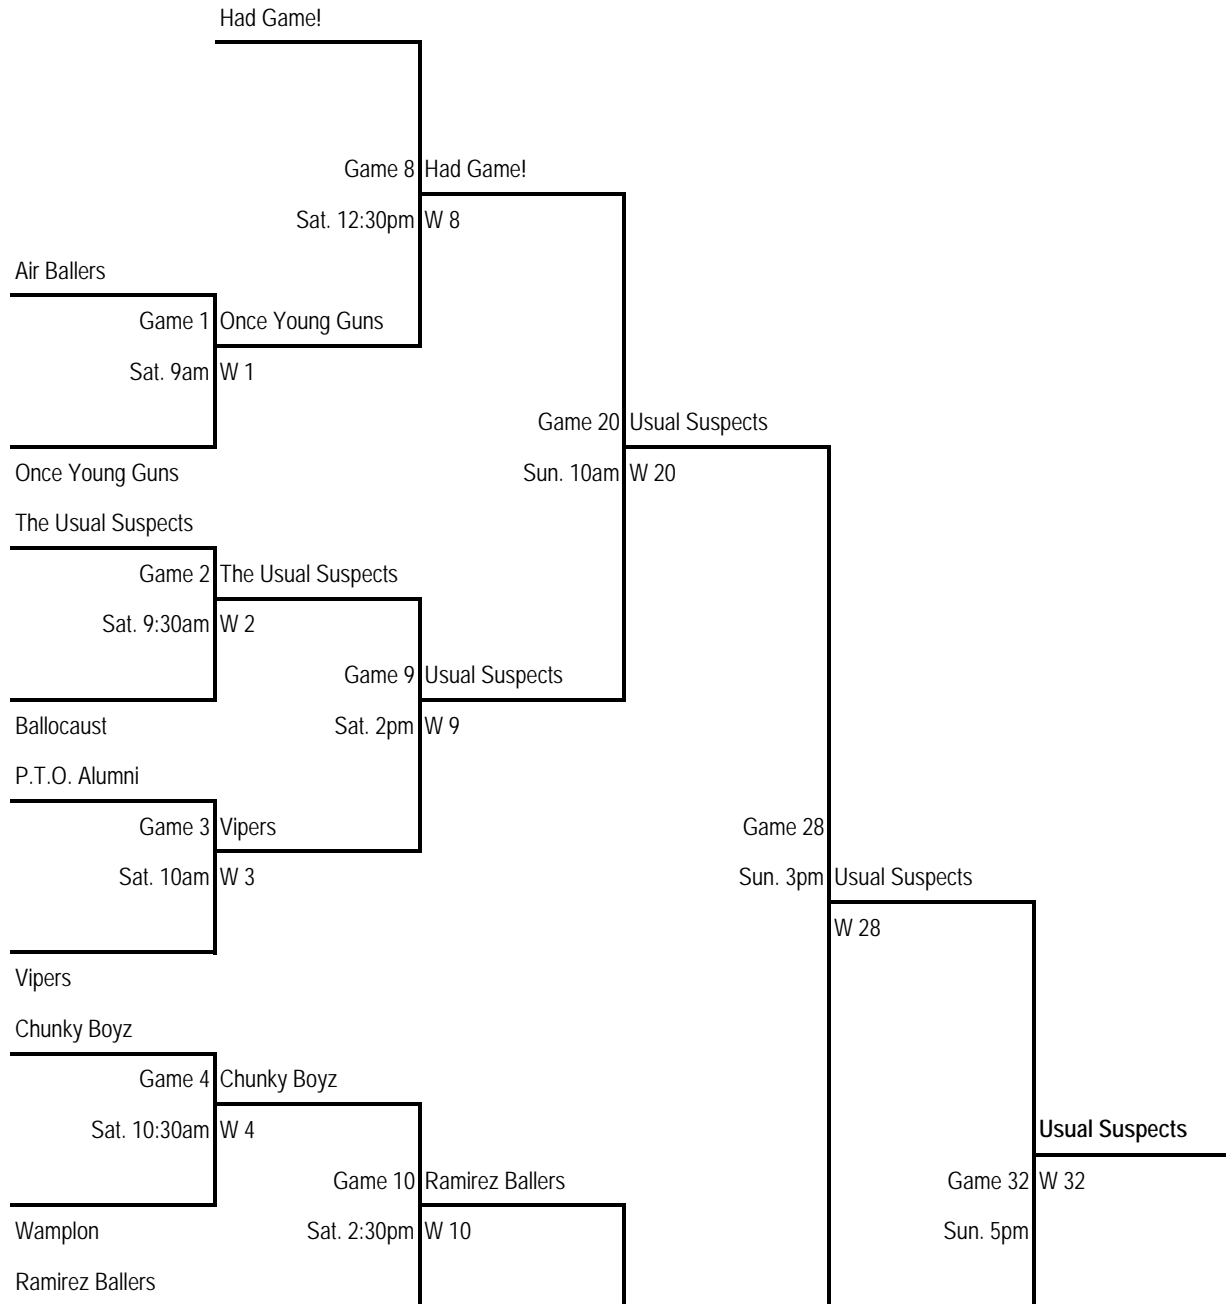 Had Game!
Game 8 Had Game!
Sat. 12:30pm W 8
Air Ballers
Game 1 Once Young Guns
Sat. 9am W 1
Game 20 Usual Suspects
Once Young Guns Sun. 10am W 20
The Usual Suspects
Game 2 The Usual Suspects
Sat. 9:30am W 2
Game 9 Usual Suspects
Ballocaust Sat. 2pm W 9
P.T.O. Alumni
Game 3 Vipers Game 28
Sat. 10am W 3 Sun. 3pm Usual Suspects
W 28
Vipers
Chunky Boyz
Game 4 Chunky Boyz
Sat. 10:30am W 4 Usual Suspects
Game 10 Ramirez Ballers Game 32 W 32
Wamplon Sat. 2:30pm W 10 Sun. 5pm
Ramirez Ballers